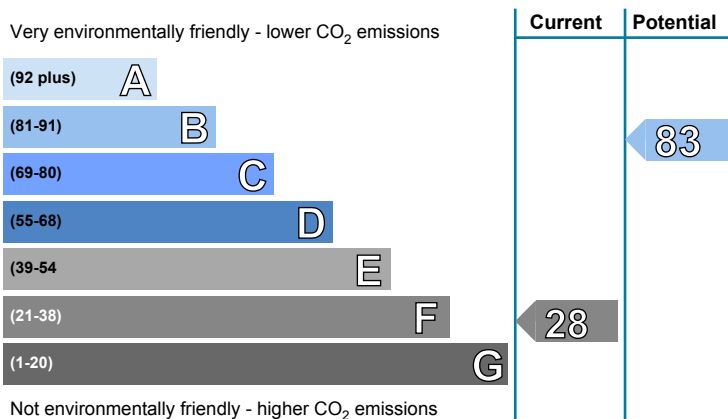 Very environmentally friendly - lower CO2 emissions
Current
Potential
(92 plus) A
(81-91) B
83
(69-80) C
(55-68) D
(39-54 E
(21-38) F
28
(1-20) G
Not environmentally friendly - higher CO2 emissions